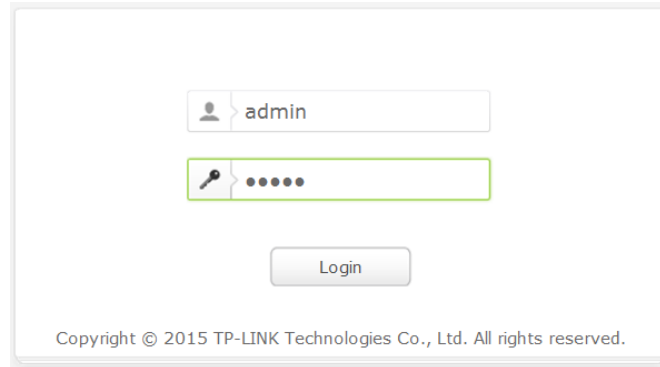 admin
●●●●●
Login
Copyright © 2015 TP-LINK Technologies Co., Ltd. All rights reserved.